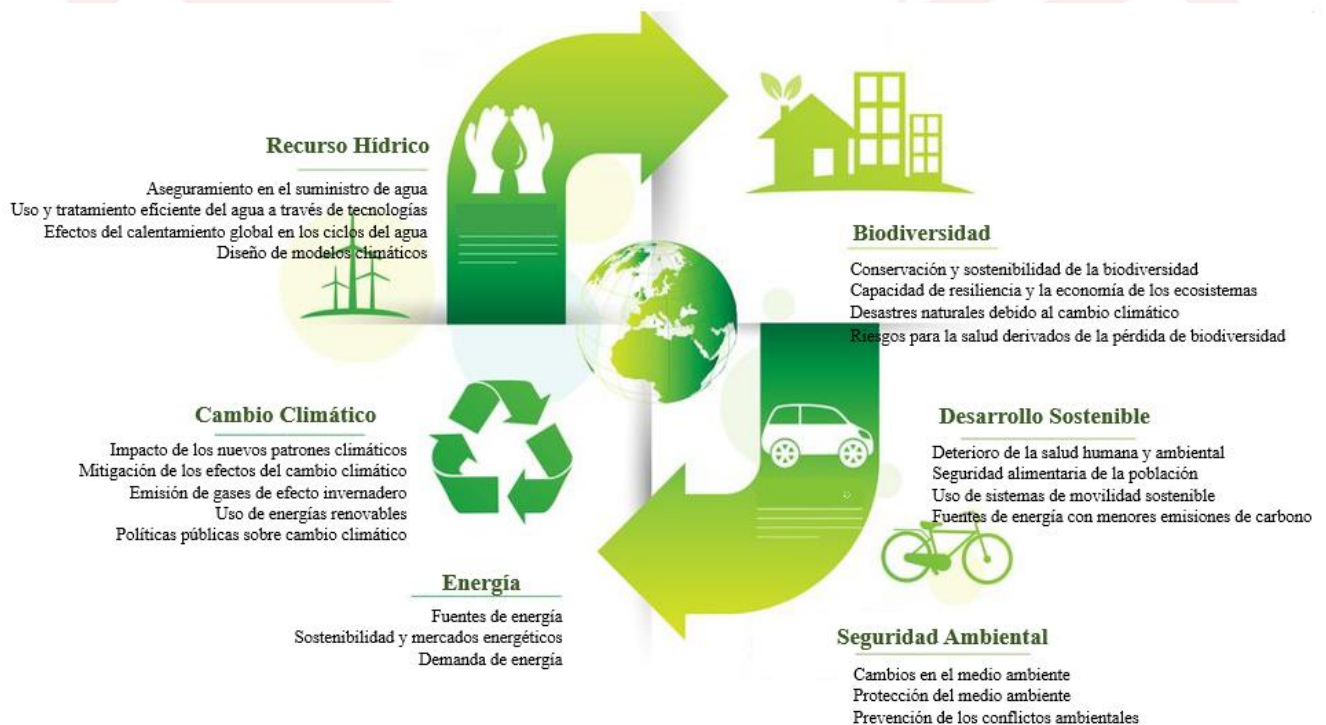 Recurso Hídrico
Aseguramiento en el suministro de agua
Uso y tratamiento eficiente del agua a través de tecnologías
Efectos del calentamiento global en los ciclos del agua
Diseño de modelos climáticos
Biodiversidad
Conservación y sostenibilidad de la biodiversidad
Capacidad de resiliencia y la economía de los ecosistemas
Desastres naturales debido al cambio climático
Riesgos para la salud derivados de la pérdida de biodiversidad
Cambio Climático
Impacto de los nuevos patrones climáticos
Mitigación de los efectos del cambio climático
Emisión de gases de efecto invernadero
Uso de energías renovables
Políticas públicas sobre cambio climático
Desarrollo Sostenible
Deterioro de la salud humana y ambiental
Seguridad alimentaria de la población
Uso de sistemas de movilidad sostenible
Fuentes de energía con menores emisiones de carbono
Energía
Fuentes de energía
Sostenibilidad y mercados energéticos
Demanda de energía
Seguridad Ambiental
Cambios en el medio ambiente
Protección del medio ambiente
Prevención de los conflictos ambientales